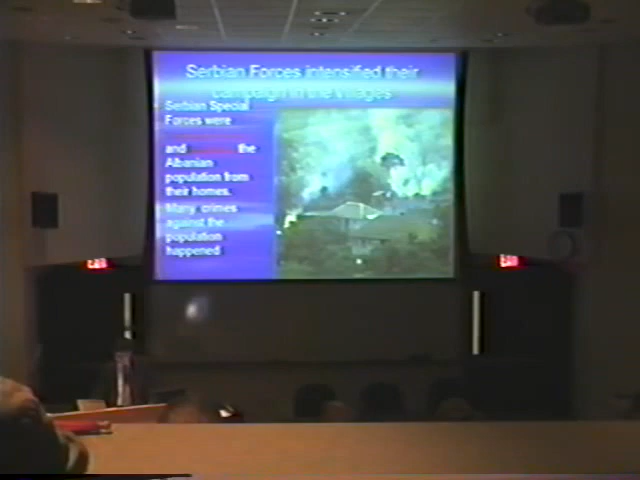 Serbian Forces intensified their
campaign in the villages
Serbian Special
Forces were
and the
Albanian
population from
their homes.
Many crimes
against the
population
happened
EXIT
EXIT